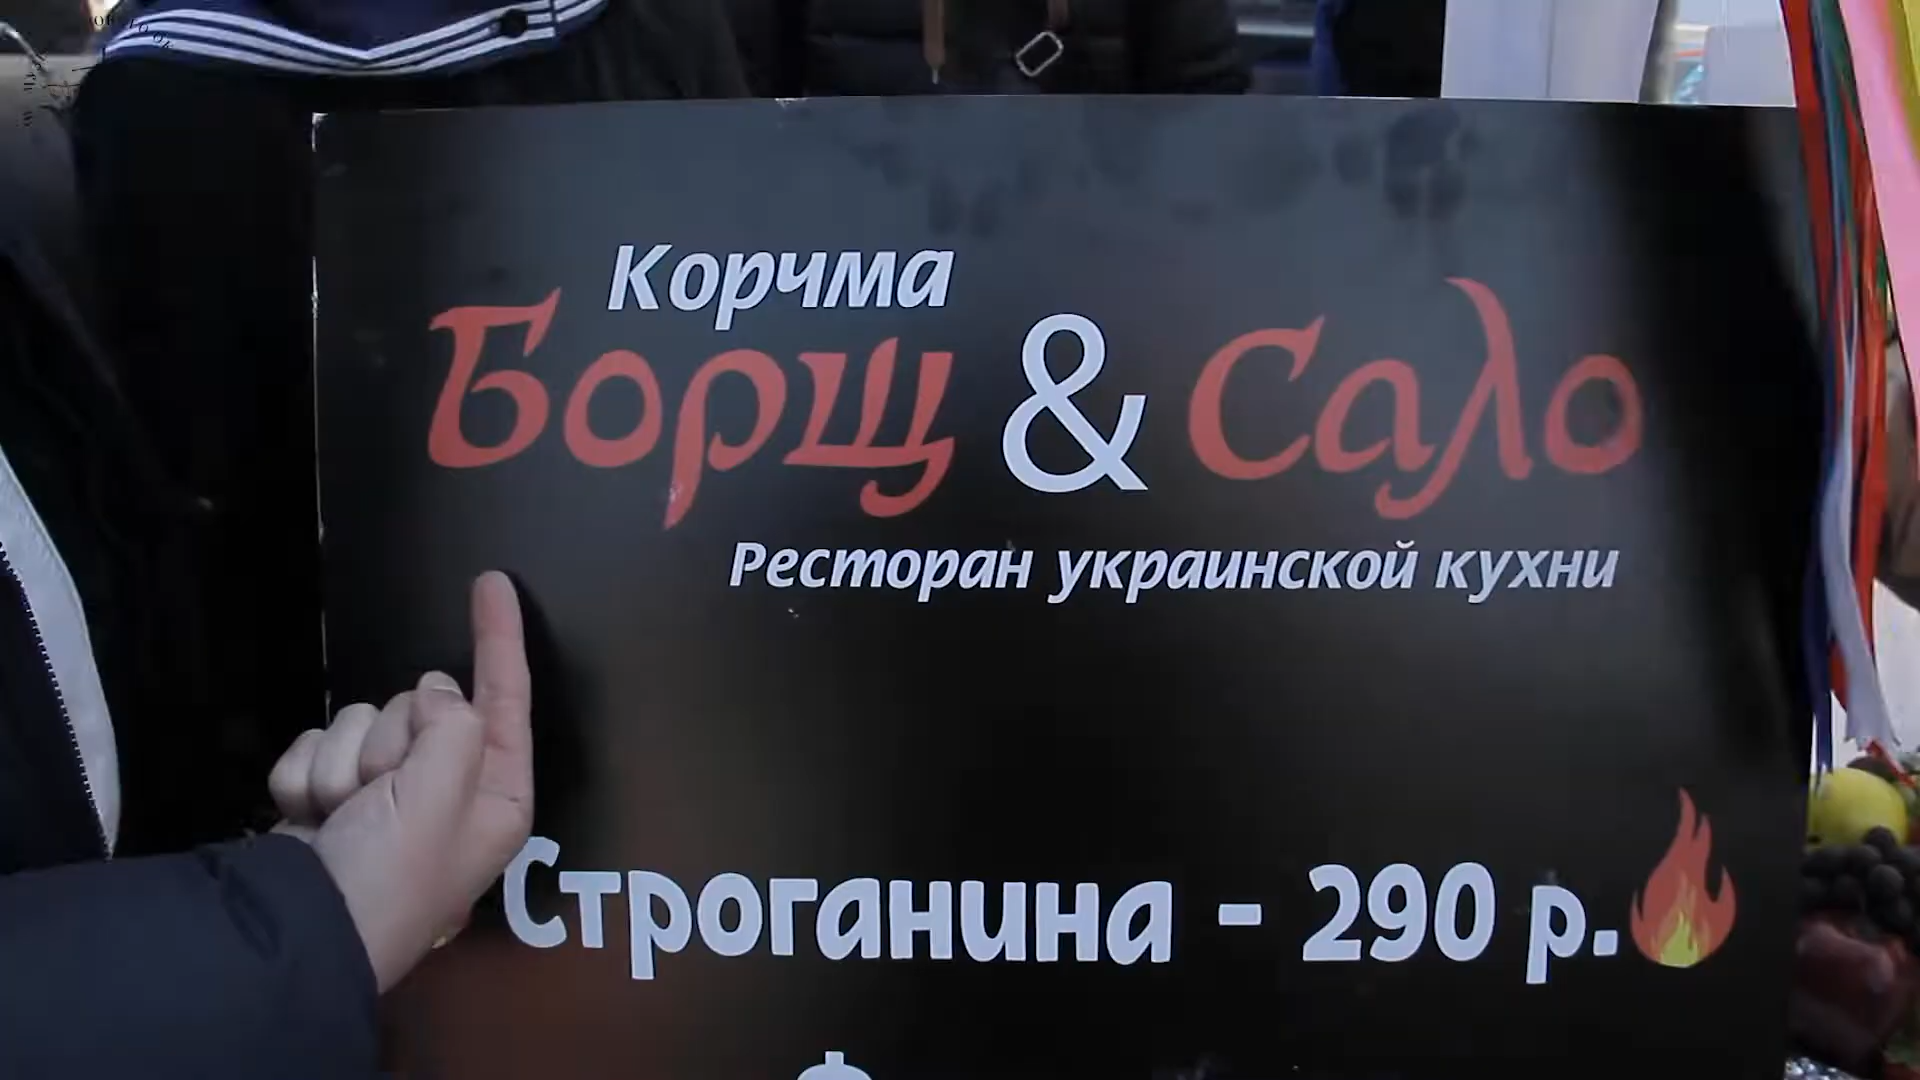 Корчма
Борщ & Сало
Ресторан украинской кухни
Строганина - 290 р.